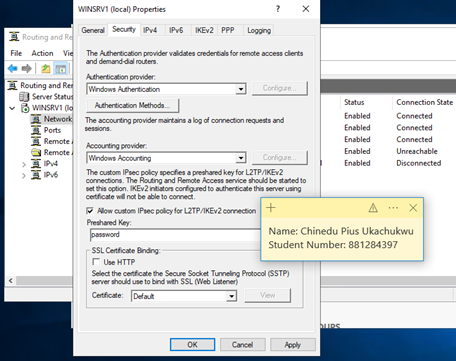 WINSRV1 (local) Properties
? ×
Routing and Re
File Action View
Routing and Re
Server Status
WINSRV1 (lo
Network
Ports
Remote A
Remote A
IPv4
IPv6
General Security IPv4 IPv6 IKEv2 PPP Logging
The Authentication provider validates credentials for remote access clients
and demand-dial routers.
Authentication provider:
Windows Authentication Configure...
Authentication Methods...
The accounting provider maintains a log of connection requests and
sessions.
Accounting provider:
Windows Accounting Configure...
The custom IPsec policy specifies a preshared key for L2TP/IKEv2
connections. The Routing and Remote Access service should be started to
set this option. IKEv2 initiators configured to authenticate this server using
certificate will not be able to connect.
Allow custom IPsec policy for L2TP/IKEv2 connection
Preshared Key:
password
SSL Certificate Binding:
Use HTTP
Select the certificate the Secure Socket Tunneling Protocol (SSTP)
server should use to bind with SSL (Web Listener)
Certificate: Default View
OK Cancel Apply
Status Connection State
Enabled Connected
Enabled Connected
Enabled Connected
Enabled Unreachable
Enabled Disconnected
Name: Chinedu Pius Ukachukwu
Student Number: 881284397